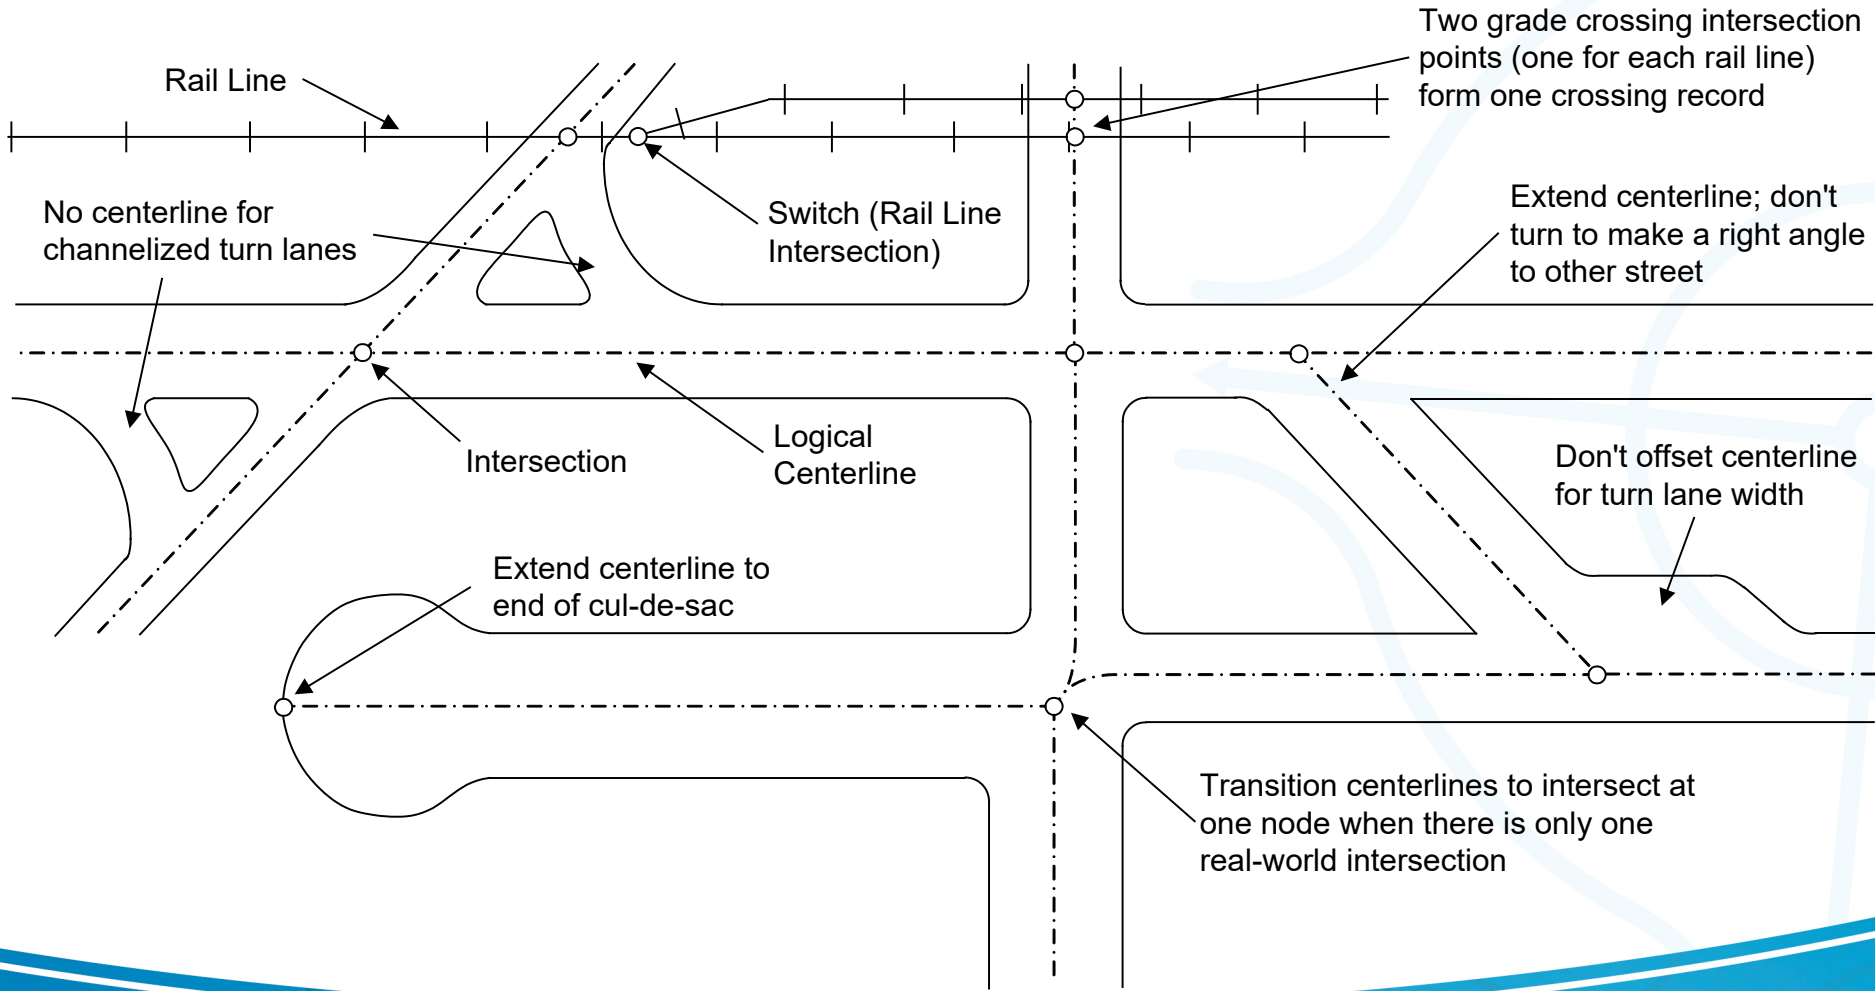 Two grade crossing intersection
points (one for each rail line)
form one crossing record
Rail Line
No centerline for
channelized turn lanes
Switch (Rail Line
Intersection)
Extend centerline; don't
turn to make a right angle
to other street
Intersection
Logical
Centerline
Don't offset centerline
for turn lane width
Extend centerline to
end of cul-de-sac
Transition centerlines to intersect at
one node when there is only one
real-world intersection